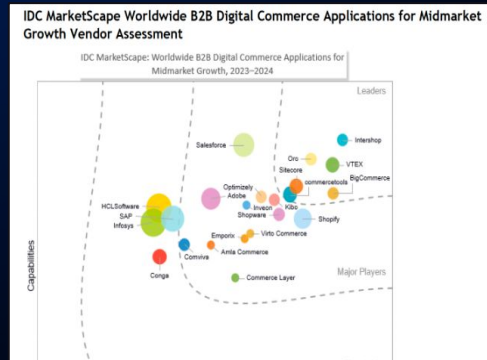 IDC MarketScape Worldwide B2B Digital Commerce Applications for Midmarket
Growth Vendor Assessment
IDC MarketScape: Worldwide B2B Digital Commerce Applications for
Midmarket Growth, 2023–2024
Leaders
Salesforce
Intershop
Oro
VTEX
Sitecore
commercetools
BigCommerce
Optimizely
Adobe
Inveon
Kibo
Shopware
Shopify
HCLSoftware
SAP
Infosys
Emporix
Virto Commerce
Comviva
Amla Commerce
Conga
Commerce Layer
Major Players
Capabilities